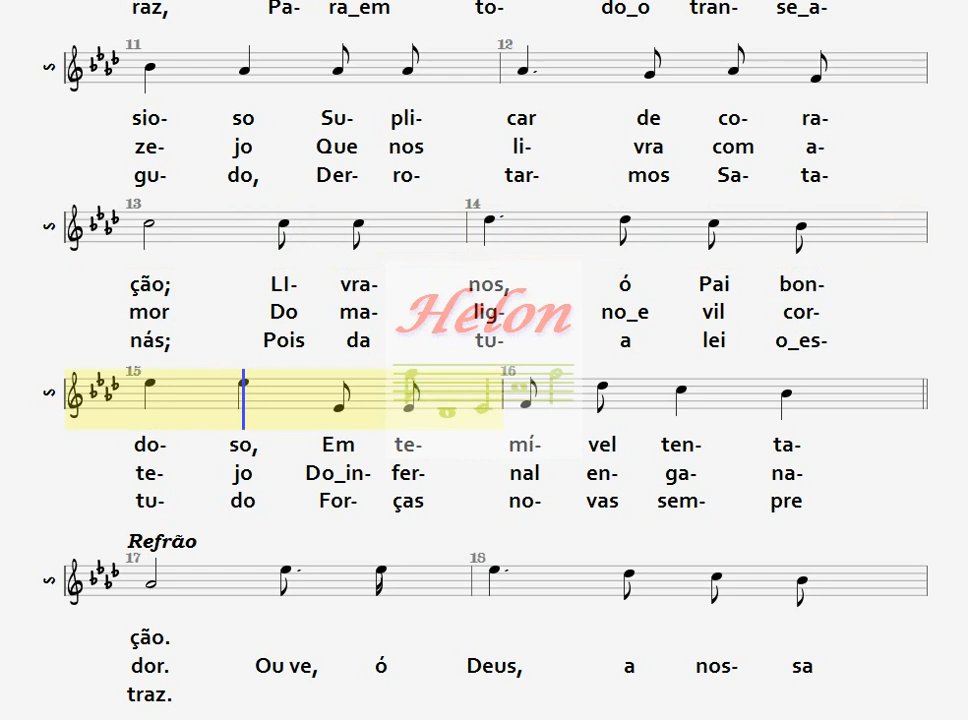 raz, Pa- ra_em to- do_o tran- se_a-
11 12
S
sio- so Su- pli- car de co- ra-
ze- jo Que nos li- vra com a-
gu- do, Der- ro- tar- mos Sa- ta-
13 14
S
ção; LI- vra- nos, ó Pai bon-
mor Do ma- lig- no_e vil cor-
nás; Pois da tu- a lei o_es-
Helon
15 16
S
do- so, Em te- mí- vel ten- ta-
te- jo Do_in- fer- nal en- ga- na-
tu- do For- ças no- vas sem- pre
Refrão
17 18
S
ção.
dor. Ou ve, ó Deus, a nos- sa
traz.